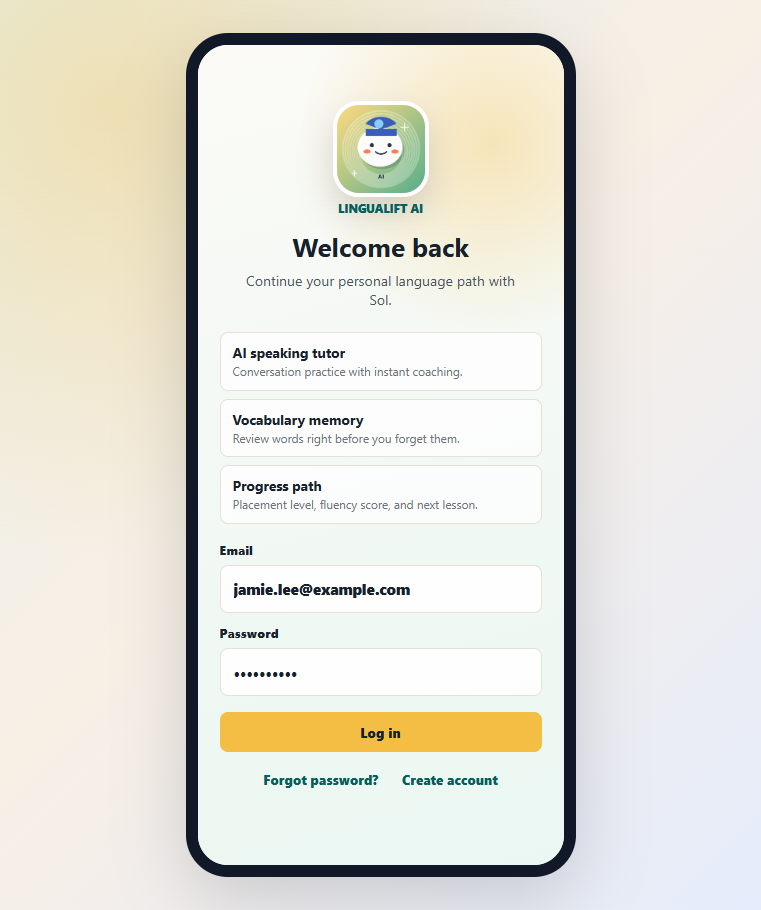 AI
LINGUALIFT AI
Welcome back
Continue your personal language path with
Sol.
AI speaking tutor
Conversation practice with instant coaching.
Vocabulary memory
Review words right before you forget them.
Progress path
Placement level, fluency score, and next lesson.
Email
jamie.lee@example.com
Password
••••••••••
Log in
Forgot password? Create account